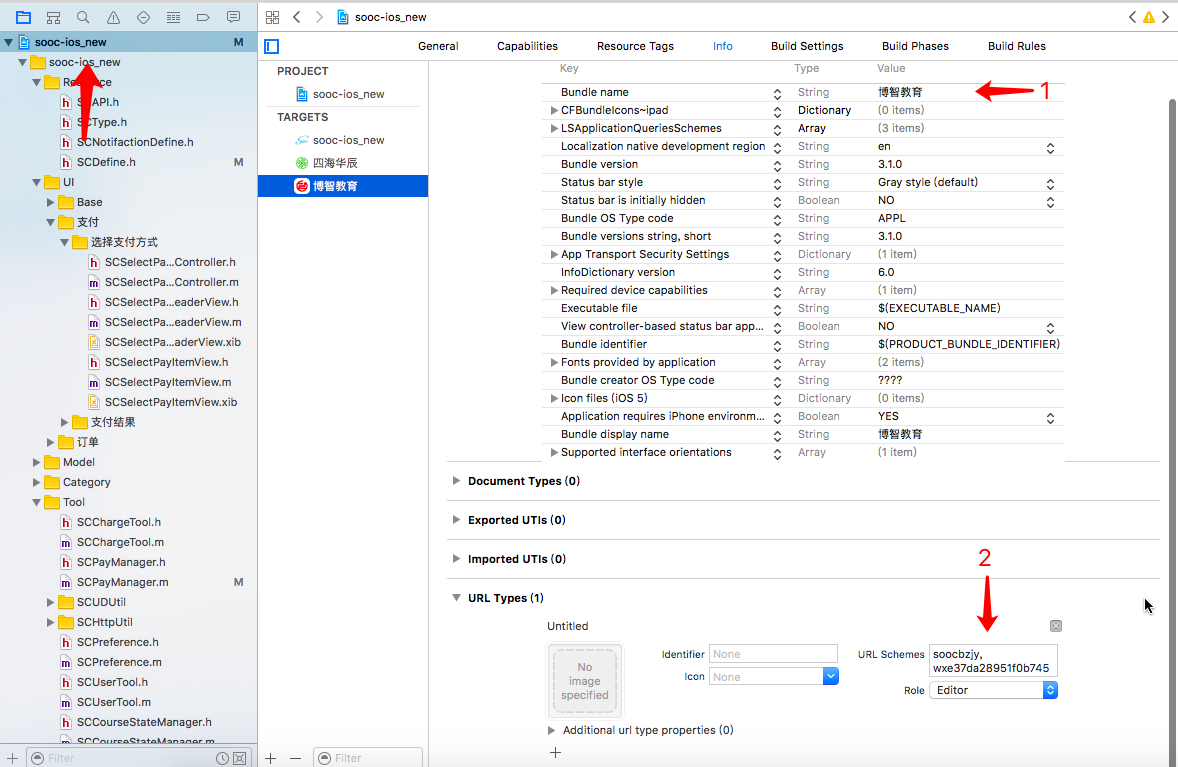 sooc-ios_new
sooc-ios_new M
General Capabilities Resource Tags Info Build Settings Build Phases Build Rules
sooc-ios_new
SCType.h
SCNotifactionDefine.h
SCDefine.h M
UI
Base
支付
选择支付方式
SCSelectPa...Controller.h
SCSelectPa...Controller.m
SCSelectPa...eaderView.h
SCSelectPa...eaderView.m
SCSelectPa...aderView.xib
SCSelectPayItemView.h
SCSelectPayItemView.m
SCSelectPayItemView.xib
支付结果
订单
Model
Category
Tool
SCChargeTool.h
SCChargeTool.m
SCPayManager.h
SCPayManager.m M
SCUDUtil
SCHttpUtil
SCPreference.h
SCPreference.m
SCUserTool.h
SCUserTool.m
SCCourseStateManager.h
SCCourseStateManager.m
Filter
PROJECT
sooc-ios_new
TARGETS
sooc-ios_new
四海华辰
博智教育
Filter
Key Type Value
Bundle name String 博智教育 1
CFBundleIcons~ipad Dictionary (0 items)
LSApplicationQueriesSchemes Array (3 items)
Localization native development region String en
Bundle version String 3.1.0
Status bar style String Gray style (default)
Status bar is initially hidden Boolean NO
Bundle OS Type code String APPL
Bundle versions string, short String 3.1.0
App Transport Security Settings Dictionary (1 item)
InfoDictionary version String 6.0
Required device capabilities Array (1 item)
Executable file String $(EXECUTABLE_NAME)
View controller-based status bar app... Boolean NO
Bundle identifier String $(PRODUCT_BUNDLE_IDENTIFIER)
Fonts provided by application Array (2 items)
Bundle creator OS Type code String ????
Icon files (iOS 5) Dictionary (0 items)
Application requires iPhone environm... Boolean YES
Bundle display name String 博智教育
Supported interface orientations Array (1 item)
Document Types (0)
Exported UTIs (0)
Imported UTIs (0)
2
URL Types (1)
Untitled
No
image
specified
Identifier None
Icon None
URL Schemes soocbzjy,
wxe37da28951f0b745
Role Editor
Additional url type properties (0)